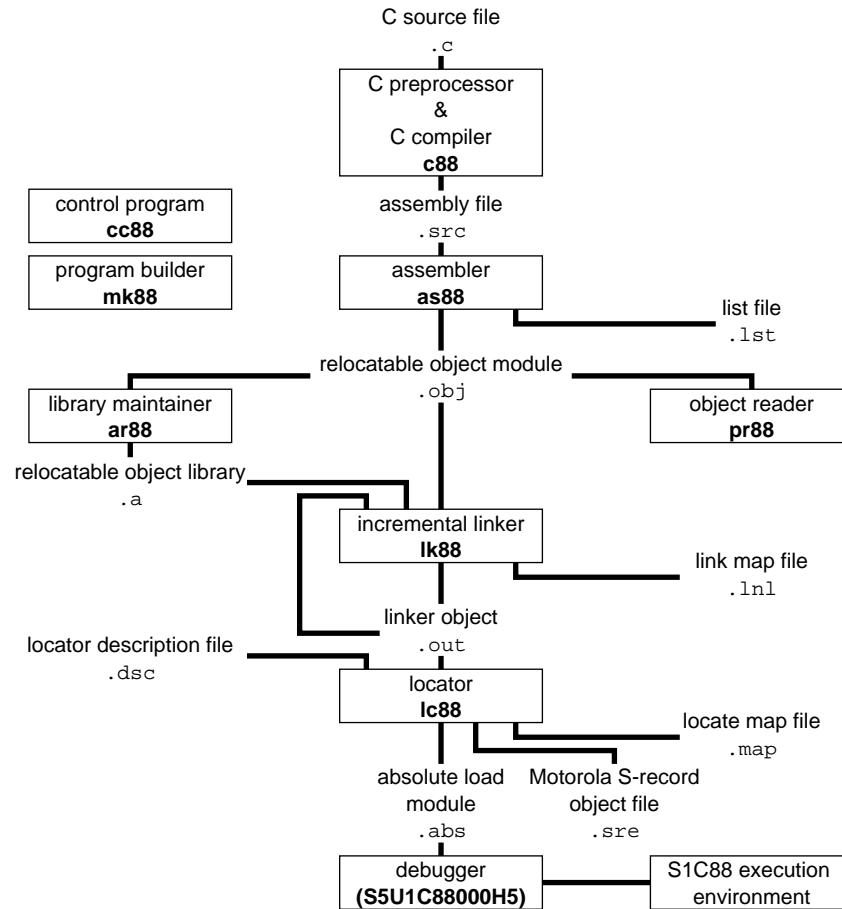 C source file
.c
C preprocessor
&
C compiler
c88
control program
cc88
assembly file
.src
program builder
mk88
assembler
as88
list file
.lst
relocatable object module
.obj
library maintainer
ar88
object reader
pr88
relocatable object library
.a
incremental linker
lk88
link map file
.lnl
linker object
.out
locator description file
.dsc
locator
lc88
locate map file
.map
absolute load
module
.abs
Motorola S-record
object file
.sre
debugger
(S5U1C88000H5)
S1C88 execution
environment